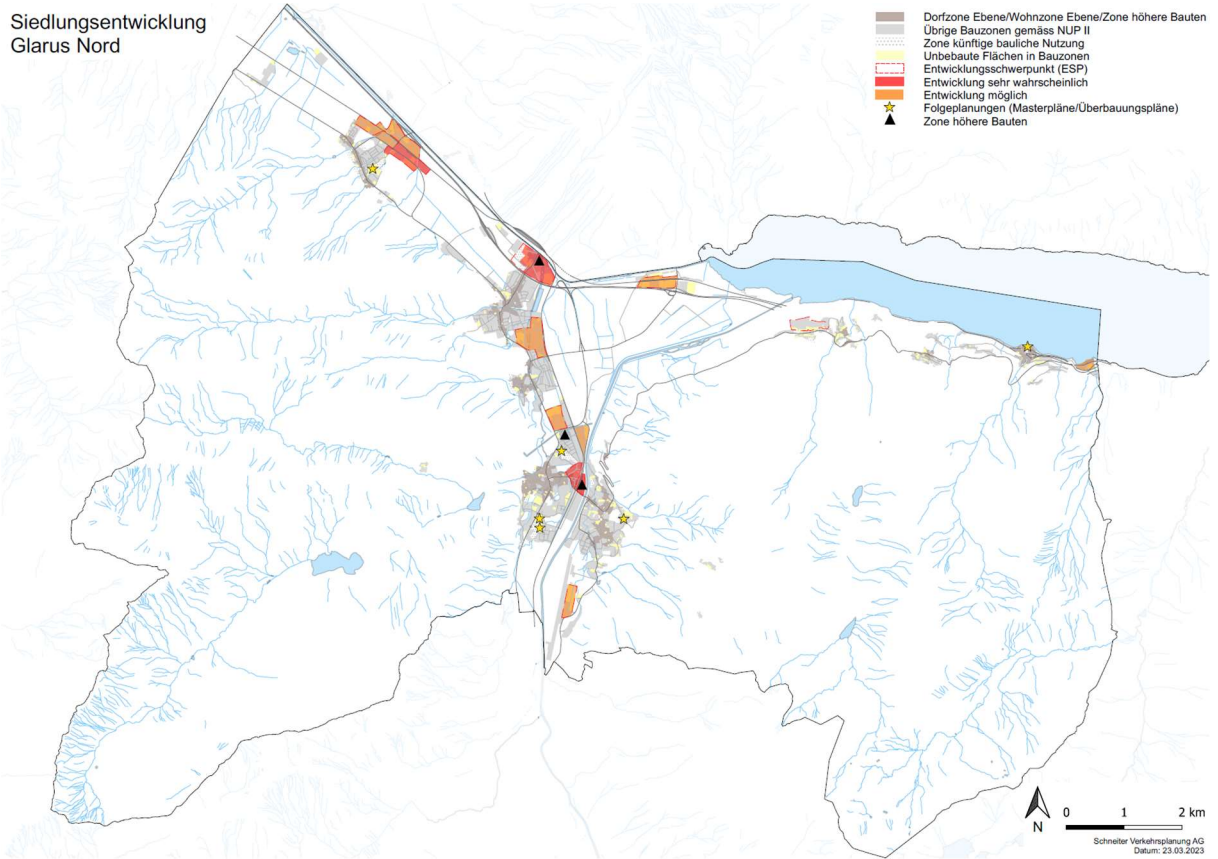 Siedlungsentwicklung
Glarus Nord
Dorfzone Ebene/Wohnzone Ebene/Zone höhere Bauten
Übrige Bauzonen gemäss NUP II
Zone künftige bauliche Nutzung
Unbebaute Flächen in Bauzonen
Entwicklungsschwerpunkt (ESP)
Entwicklung sehr wahrscheinlich
Entwicklung möglich
Folgeplanungen (Masterpläne/Überbauungspläne)
Zone höhere Bauten
N
0 1 2 km
Schneiter Verkehrsplanung AG
Datum: 23.03.2023